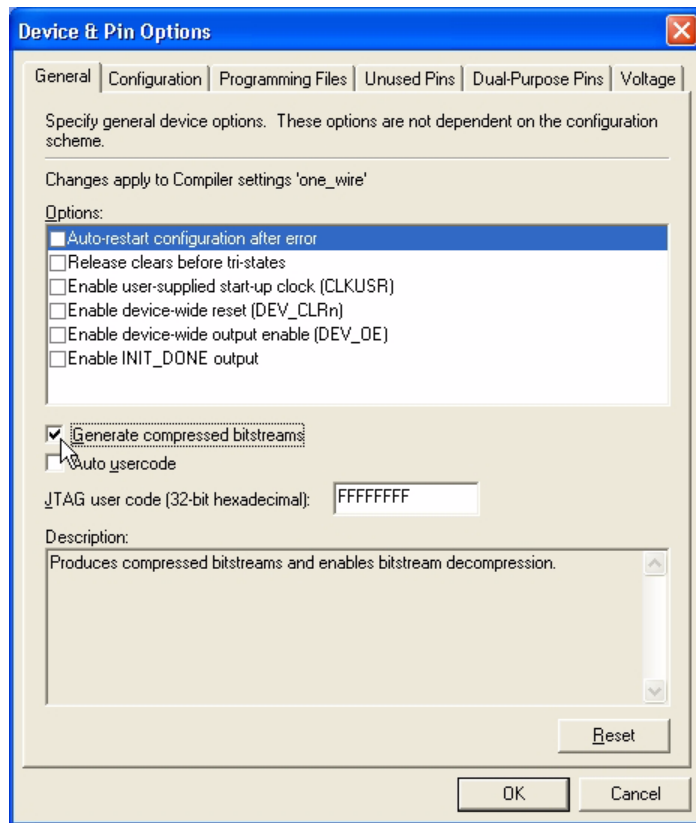 Device & Pin Options
General Configuration Programming Files Unused Pins Dual-Purpose Pins Voltage
Specify general device options. These options are not dependent on the configuration
scheme.
Changes apply to Compiler settings 'one_wire'
Options:
Auto-restart configuration after error
Release clears before tri-states
Enable user-supplied start-up clock (CLKUSR)
Enable device-wide reset (DEV_CLRn)
Enable device-wide output enable (DEV_OE)
Enable INIT_DONE output
Generate compressed bitstreams
Auto usercode
JTAG user code (32-bit hexadecimal): FFFFFFFF
Description:
Produces compressed bitstreams and enables bitstream decompression.
Reset
OK Cancel